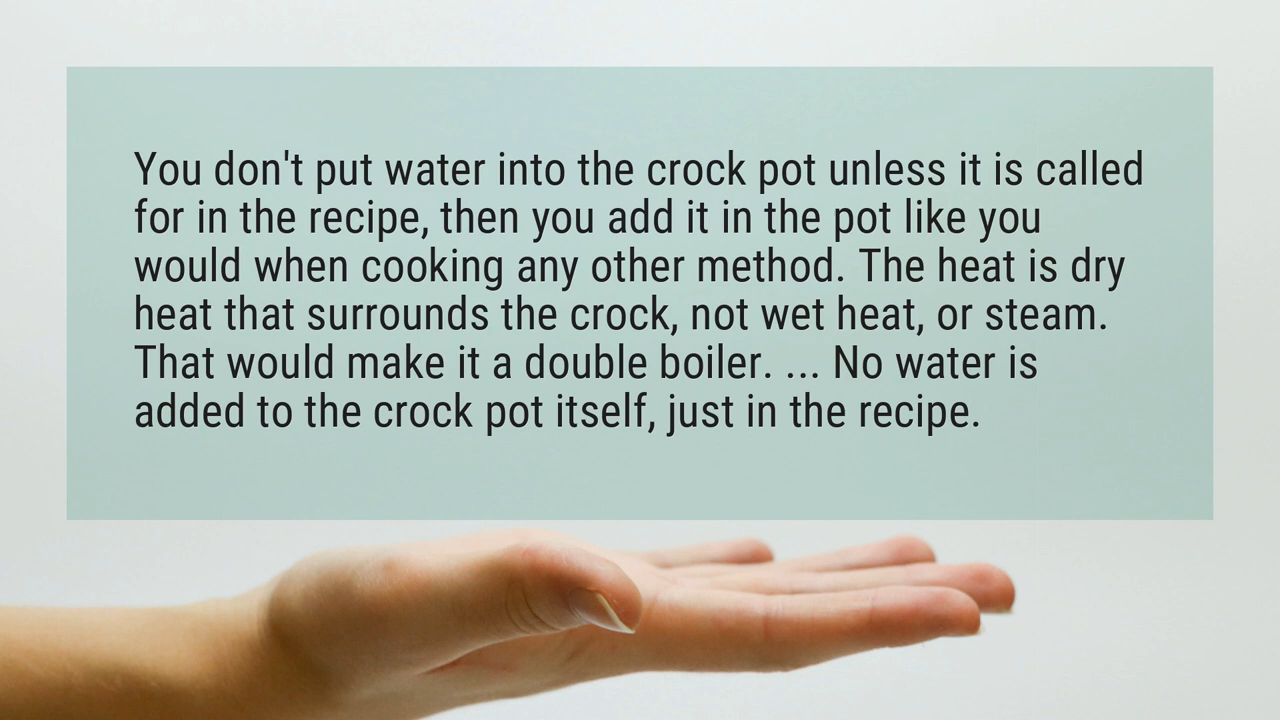 You don't put water into the crock pot unless it is called
for in the recipe, then you add it in the pot like you
would when cooking any other method. The heat is dry
heat that surrounds the crock, not wet heat, or steam.
That would make it a double boiler. ... No water is
added to the crock pot itself, just in the recipe.